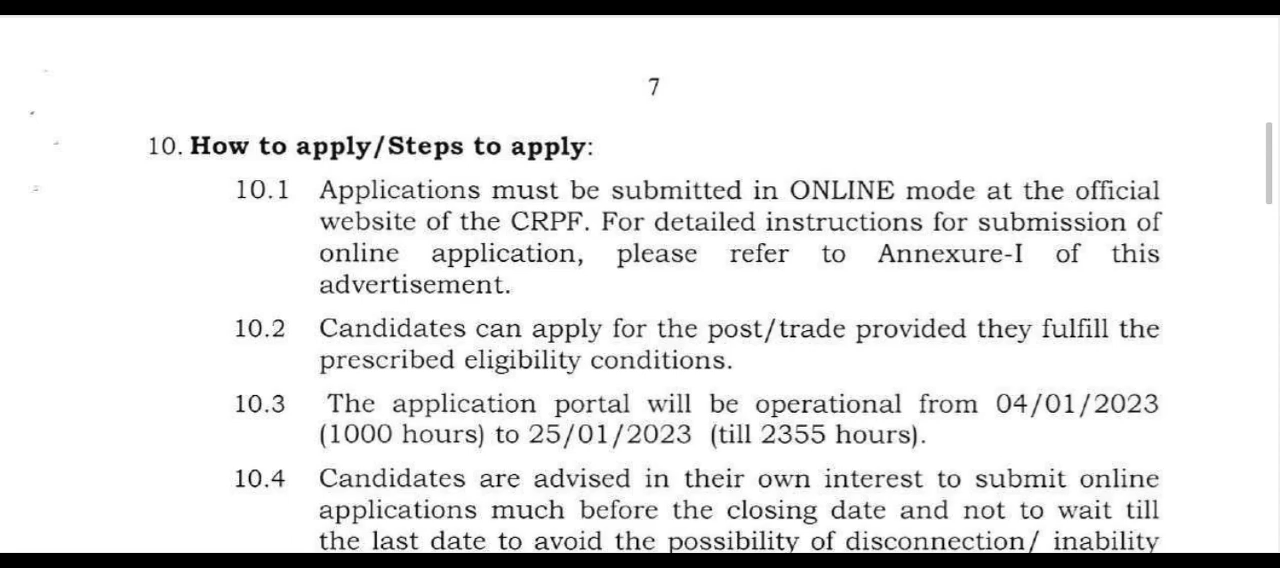 7
10. How to apply/Steps to apply:
10.1 Applications must be submitted in ONLINE mode at the official
website of the CRPF. For detailed instructions for submission of
online application, please refer to Annexure-I of this
advertisement.
10.2 Candidates can apply for the post/trade provided they fulfill the
prescribed eligibility conditions.
10.3 The application portal will be operational from 04/01/2023
(1000 hours) to 25/01/2023 (till 2355 hours).
10.4 Candidates are advised in their own interest to submit online
applications much before the closing date and not to wait till
the last date to avoid the possibility of disconnection/ inability